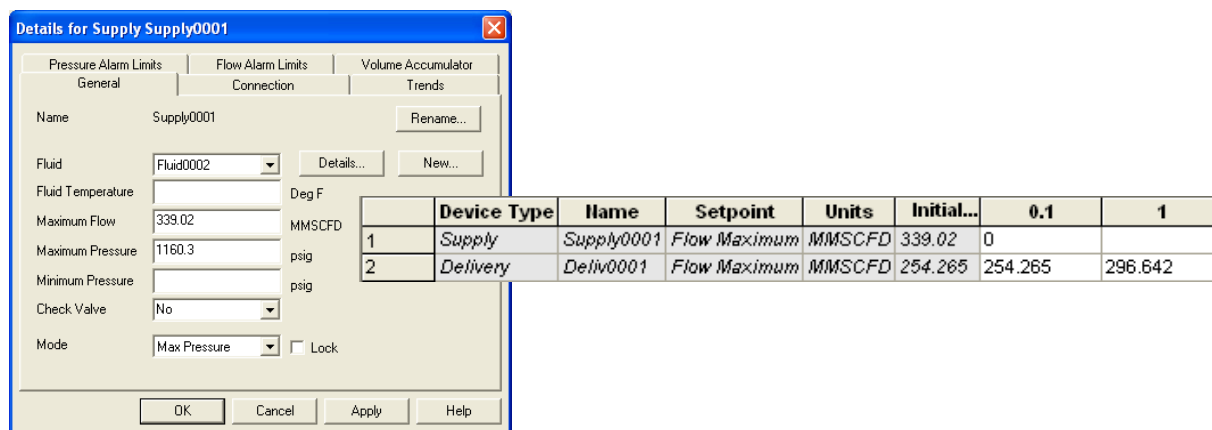 Details for Supply Supply0001
Pressure Alarm Limits Flow Alarm Limits Volume Accumulator
General Connection Trends
Name Supply0001 Rename...
Fluid Fluid0002 Details... New...
Fluid Temperature Deg F
Maximum Flow 339.02 MMSCFD
Maximum Pressure 1160.3 psig
Minimum Pressure psig
Check Valve No
Mode Max Pressure Lock
OK Cancel Apply Help
Device Type Name Setpoint Units Initial... 0.1 1
1 Supply Supply0001 Flow Maximum MMSCFD 339.02 0
2 Delivery Deliv0001 Flow Maximum MMSCFD 254.265 254.265 296.642